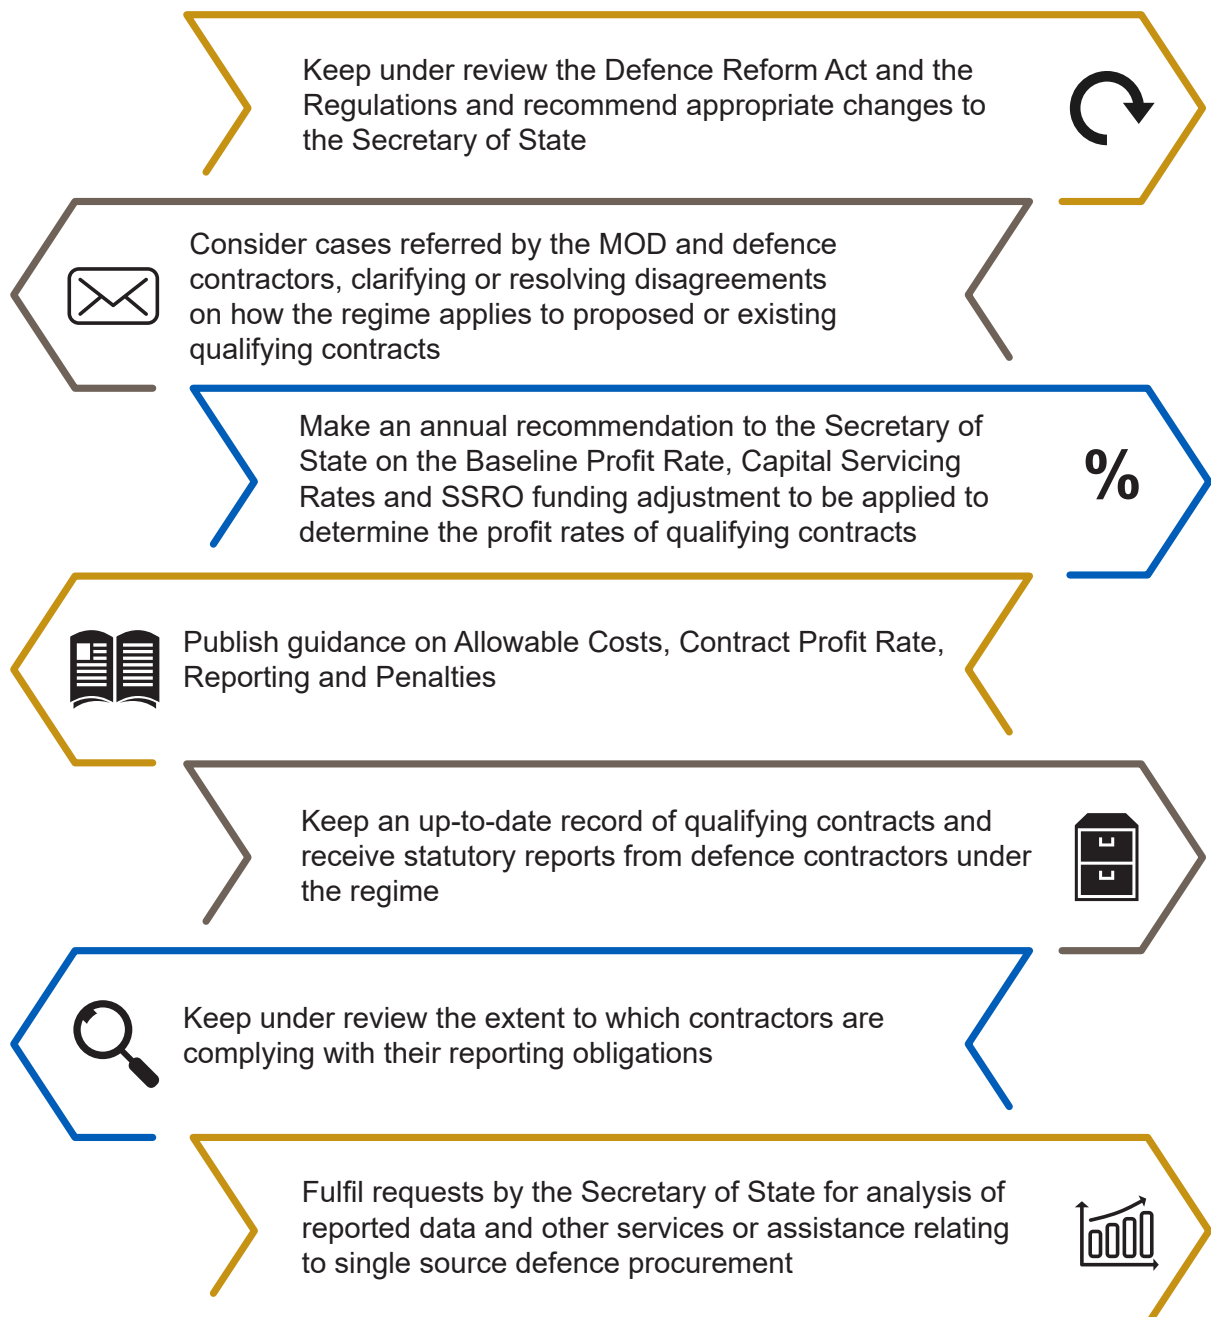 Keep under review the Defence Reform Act and the
Regulations and recommend appropriate changes to
the Secretary of State
Consider cases referred by the MOD and defence
contractors, clarifying or resolving disagreements
on how the regime applies to proposed or existing
qualifying contracts
Make an annual recommendation to the Secretary of
State on the Baseline Profit Rate, Capital Servicing
Rates and SSRO funding adjustment to be applied to
determine the profit rates of qualifying contracts
%
Publish guidance on Allowable Costs, Contract Profit Rate,
Reporting and Penalties
Keep an up-to-date record of qualifying contracts and
receive statutory reports from defence contractors under
the regime
Keep under review the extent to which contractors are
complying with their reporting obligations
Fulfil requests by the Secretary of State for analysis of
reported data and other services or assistance relating
to single source defence procurement